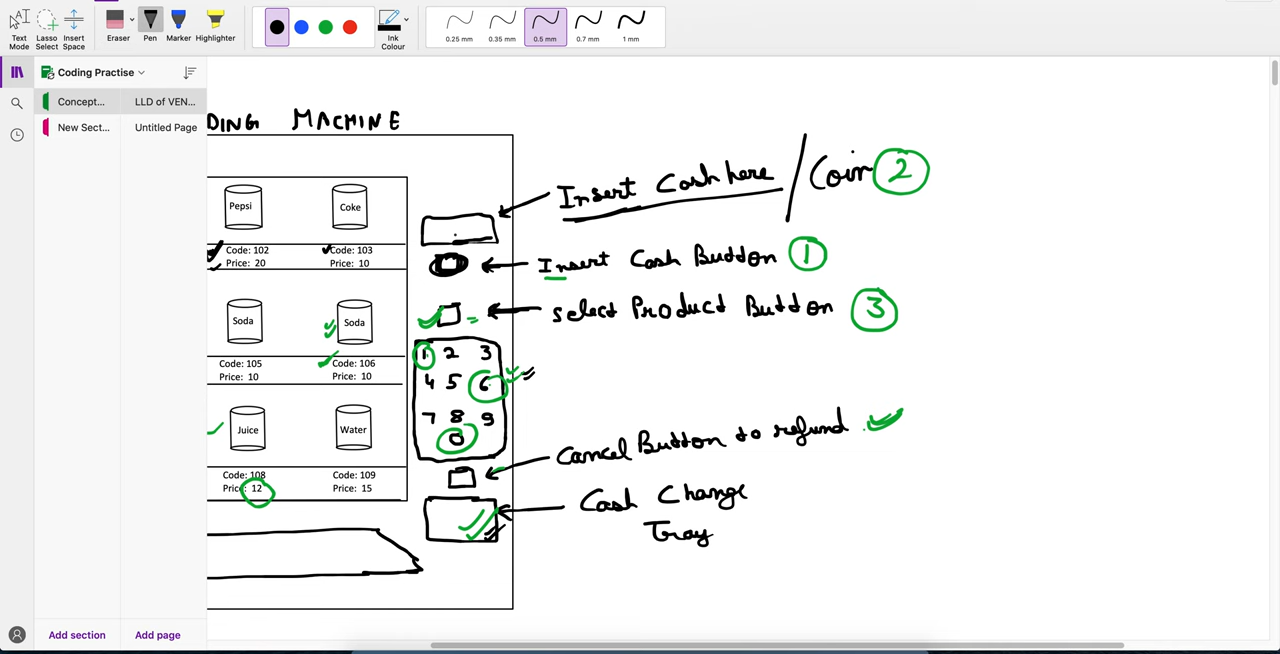 Text Mode
Lasso Select
Insert Space
Eraser
Pen
Marker
Highlighter
Ink Colour
0.25 mm
0.35 mm
0.5 mm
0.7 mm
1 mm
Coding Practise
Concept...
LLD of VEN...
New Sect...
Untitled Page
DING MACHINE
Insert Cash here / Coin 2
Pepsi
Coke
Code: 102
Price: 20
Code: 103
Price: 10
Insert Cash Button 1
Select Product Button 3
Soda
Soda
Code: 105
Price: 10
Code: 106
Price: 10
1 2 3
4 5 6
7 8 9
0
Juice
Water
Code: 108
Price: 12
Code: 109
Price: 15
Cancel Button to refund
Cash Change
Tray
Add section
Add page